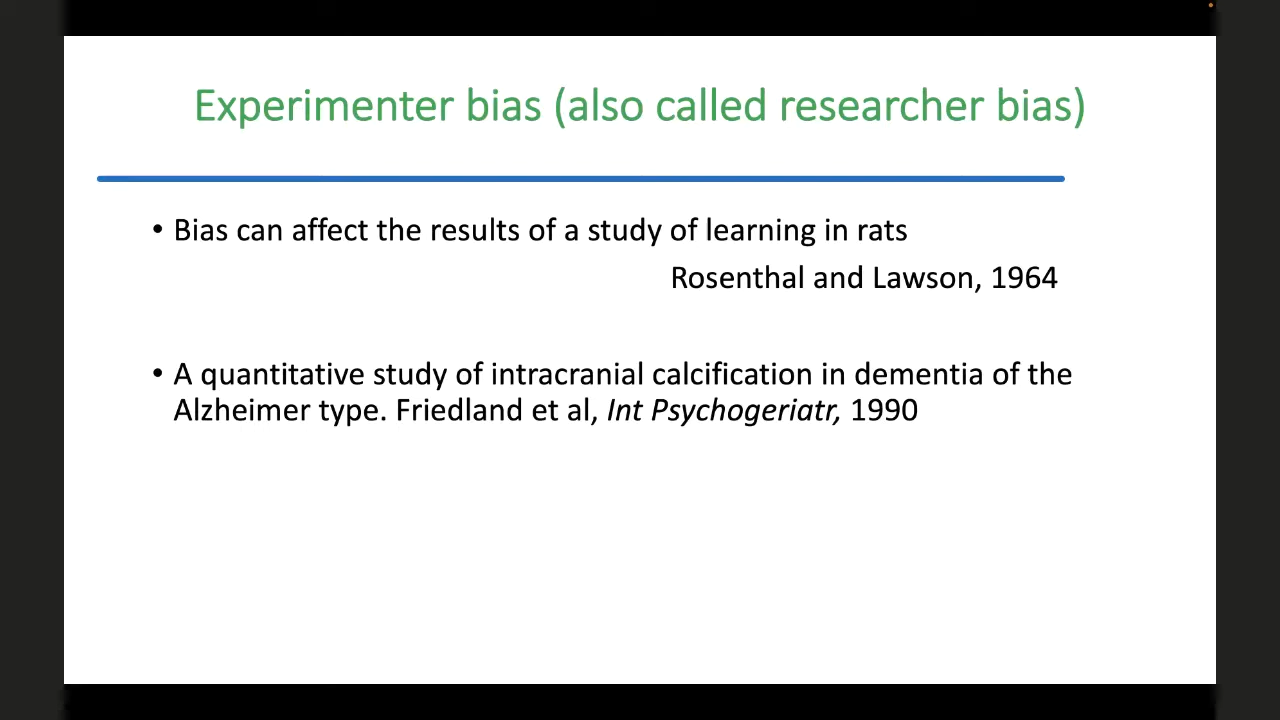 Experimenter bias (also called researcher bias)
• Bias can affect the results of a study of learning in rats
Rosenthal and Lawson, 1964
• A quantitative study of intracranial calcification in dementia of the
Alzheimer type. Friedland et al, Int Psychogeriatr, 1990